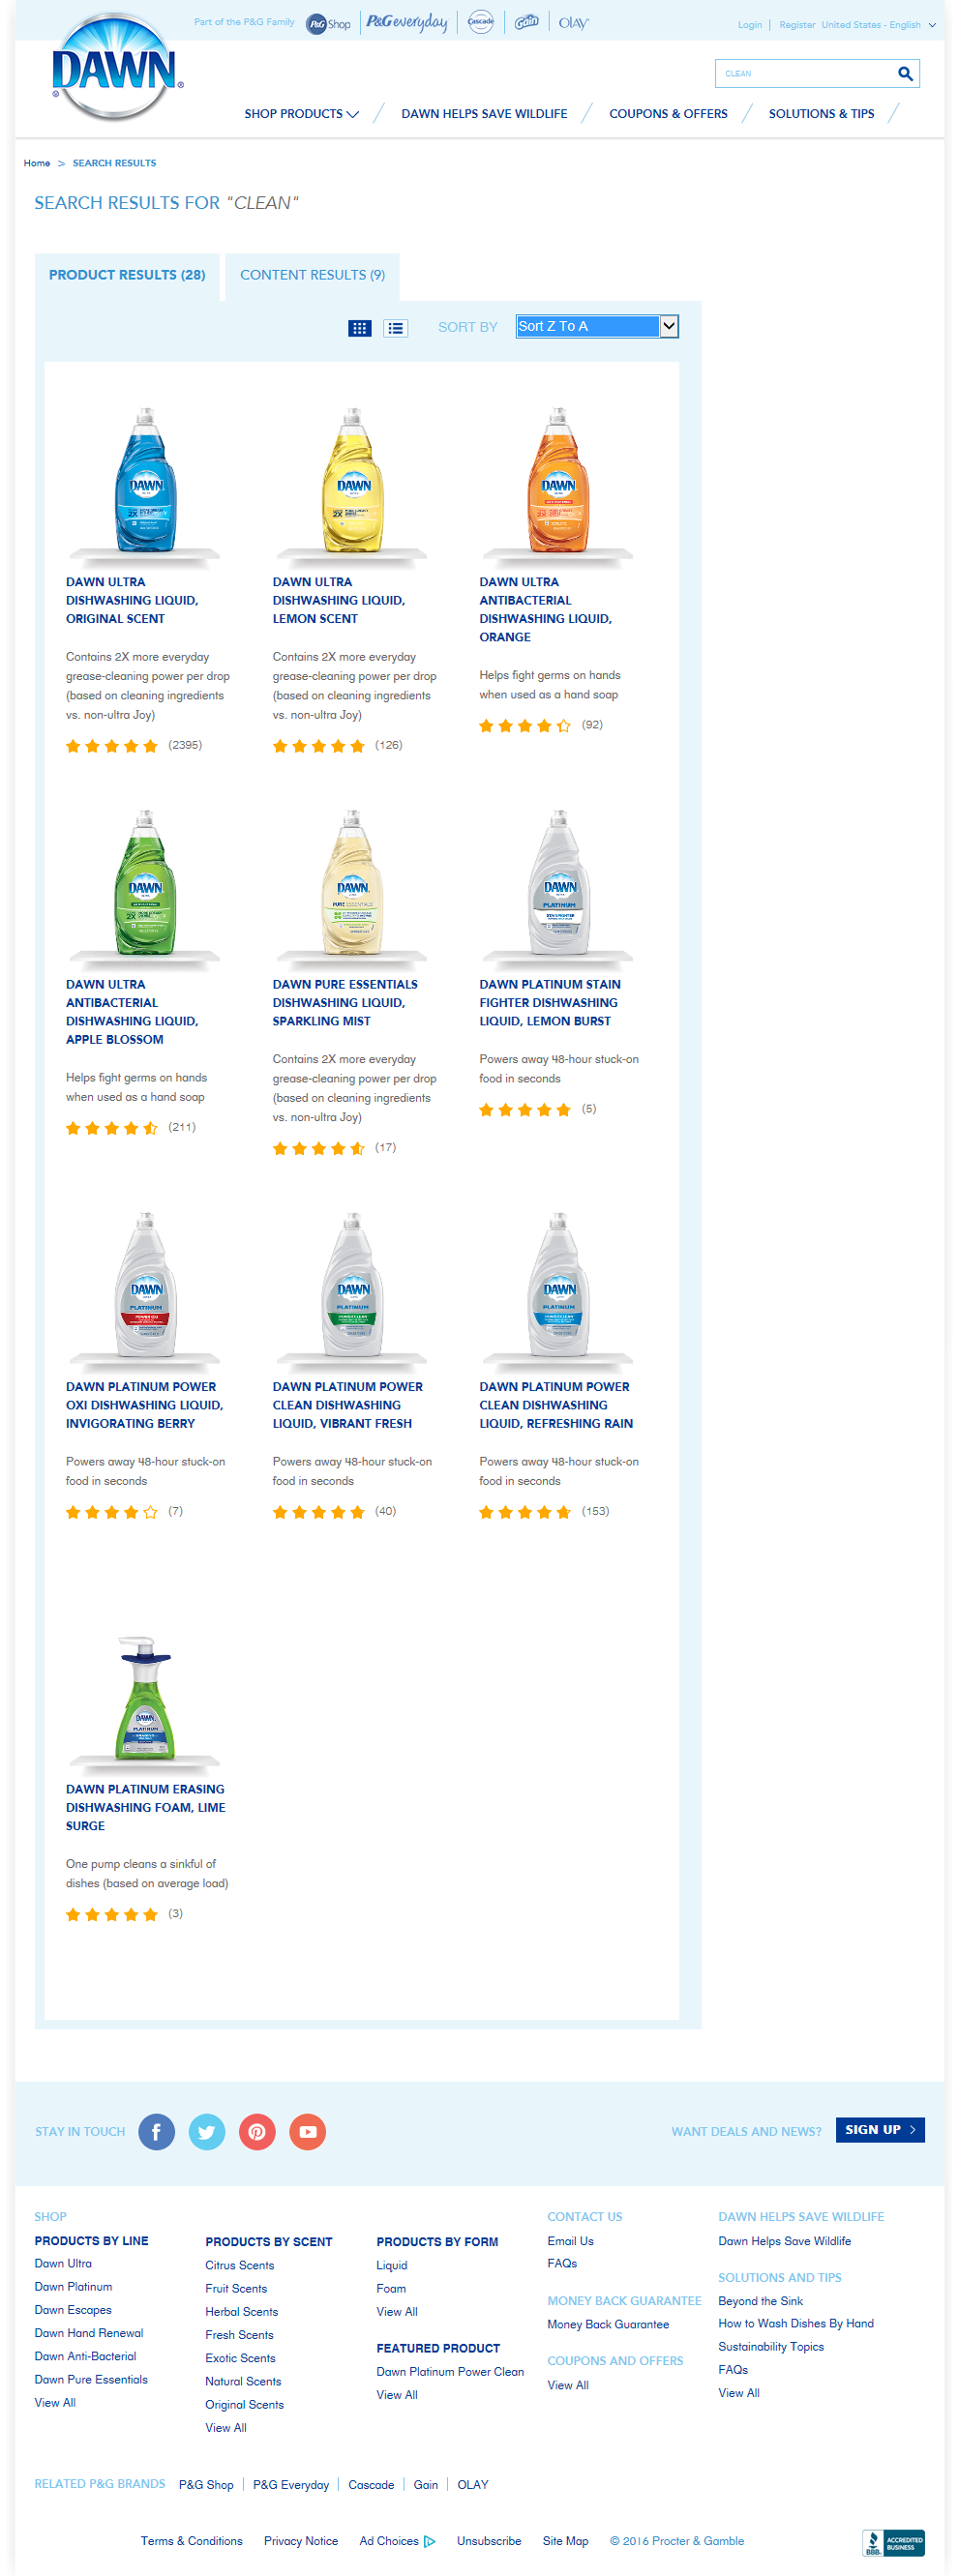 Part of the P&G Family
P&G Shop
P&G everyday
Cascade
Gain
OLAY
Login
Register
United States - English
DAWN
CLEAN
SHOP PRODUCTS
DAWN HELPS SAVE WILDLIFE
COUPONS & OFFERS
SOLUTIONS & TIPS
Home > SEARCH RESULTS
SEARCH RESULTS FOR "CLEAN"
PRODUCT RESULTS (28)
CONTENT RESULTS (9)
SORT BY
Sort Z To A
DAWN
DAWN
DAWN
DAWN ULTRA
DISHWASHING LIQUID,
ORIGINAL SCENT
Contains 2X more everyday
grease-cleaning power per drop
(based on cleaning ingredients
vs. non-ultra Joy)
(2395)
DAWN ULTRA
DISHWASHING LIQUID,
LEMON SCENT
Contains 2X more everyday
grease-cleaning power per drop
(based on cleaning ingredients
vs. non-ultra Joy)
(126)
DAWN ULTRA
ANTIBACTERIAL
DISHWASHING LIQUID,
ORANGE
Helps fight germs on hands
when used as a hand soap
(92)
DAWN
DAWN
PURE ESSENTIALS
DAWN
PLATINUM
DAWN ULTRA
ANTIBACTERIAL
DISHWASHING LIQUID,
APPLE BLOSSOM
Helps fight germs on hands
when used as a hand soap
(211)
DAWN PURE ESSENTIALS
DISHWASHING LIQUID,
SPARKLING MIST
Contains 2X more everyday
grease-cleaning power per drop
(based on cleaning ingredients
vs. non-ultra Joy)
(17)
DAWN PLATINUM STAIN
FIGHTER DISHWASHING
LIQUID, LEMON BURST
Powers away 48-hour stuck-on
food in seconds
(5)
DAWN
PLATINUM
DAWN
PLATINUM
DAWN
PLATINUM
DAWN PLATINUM POWER
OXI DISHWASHING LIQUID,
INVIGORATING BERRY
Powers away 48-hour stuck-on
food in seconds
(7)
DAWN PLATINUM POWER
CLEAN DISHWASHING
LIQUID, VIBRANT FRESH
Powers away 48-hour stuck-on
food in seconds
(40)
DAWN PLATINUM POWER
CLEAN DISHWASHING
LIQUID, REFRESHING RAIN
Powers away 48-hour stuck-on
food in seconds
(153)
DAWN
PLATINUM
DAWN PLATINUM ERASING
DISHWASHING FOAM, LIME
SURGE
One pump cleans a sinkful of
dishes (based on average load)
(3)
STAY IN TOUCH
WANT DEALS AND NEWS?
SIGN UP >
SHOP
PRODUCTS BY LINE
Dawn Ultra
Dawn Platinum
Dawn Escapes
Dawn Hand Renewal
Dawn Anti-Bacterial
Dawn Pure Essentials
View All
PRODUCTS BY SCENT
Citrus Scents
Fruit Scents
Herbal Scents
Fresh Scents
Exotic Scents
Natural Scents
Original Scents
View All
PRODUCTS BY FORM
Liquid
Foam
View All
FEATURED PRODUCT
Dawn Platinum Power Clean
View All
CONTACT US
Email Us
FAQs
MONEY BACK GUARANTEE
Money Back Guarantee
COUPONS AND OFFERS
View All
DAWN HELPS SAVE WILDLIFE
Dawn Helps Save Wildlife
SOLUTIONS AND TIPS
Beyond the Sink
How to Wash Dishes By Hand
Sustainability Topics
FAQs
View All
RELATED P&G BRANDS
P&G Shop
P&G Everyday
Cascade
Gain
OLAY
Terms & Conditions
Privacy Notice
Ad Choices
Unsubscribe
Site Map
© 2016 Procter & Gamble
BBB
ACCREDITED
BUSINESS